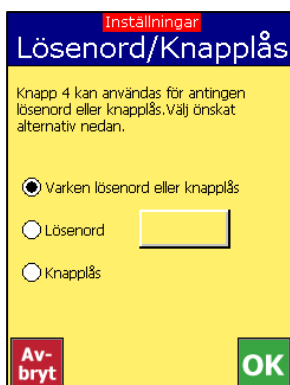 Inställningar
Lösenord/Knapplås
Knapp 4 kan användas för antingen
lösenord eller knapplås.Välj önskat
alternativ nedan.
Varken lösenord eller knapplås
Lösenord
Knapplås
Av-
bryt
OK